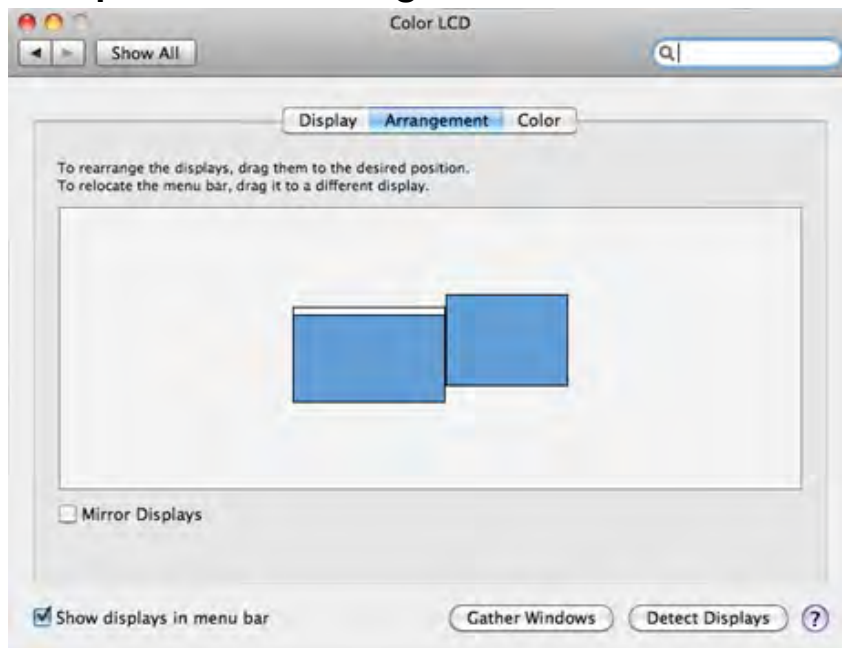 Color LCD
Show All
Display Arrangement Color
To rearrange the displays, drag them to the desired position.
To relocate the menu bar, drag it to a different display.
Mirror Displays
Show displays in menu bar Gather Windows Detect Displays ?